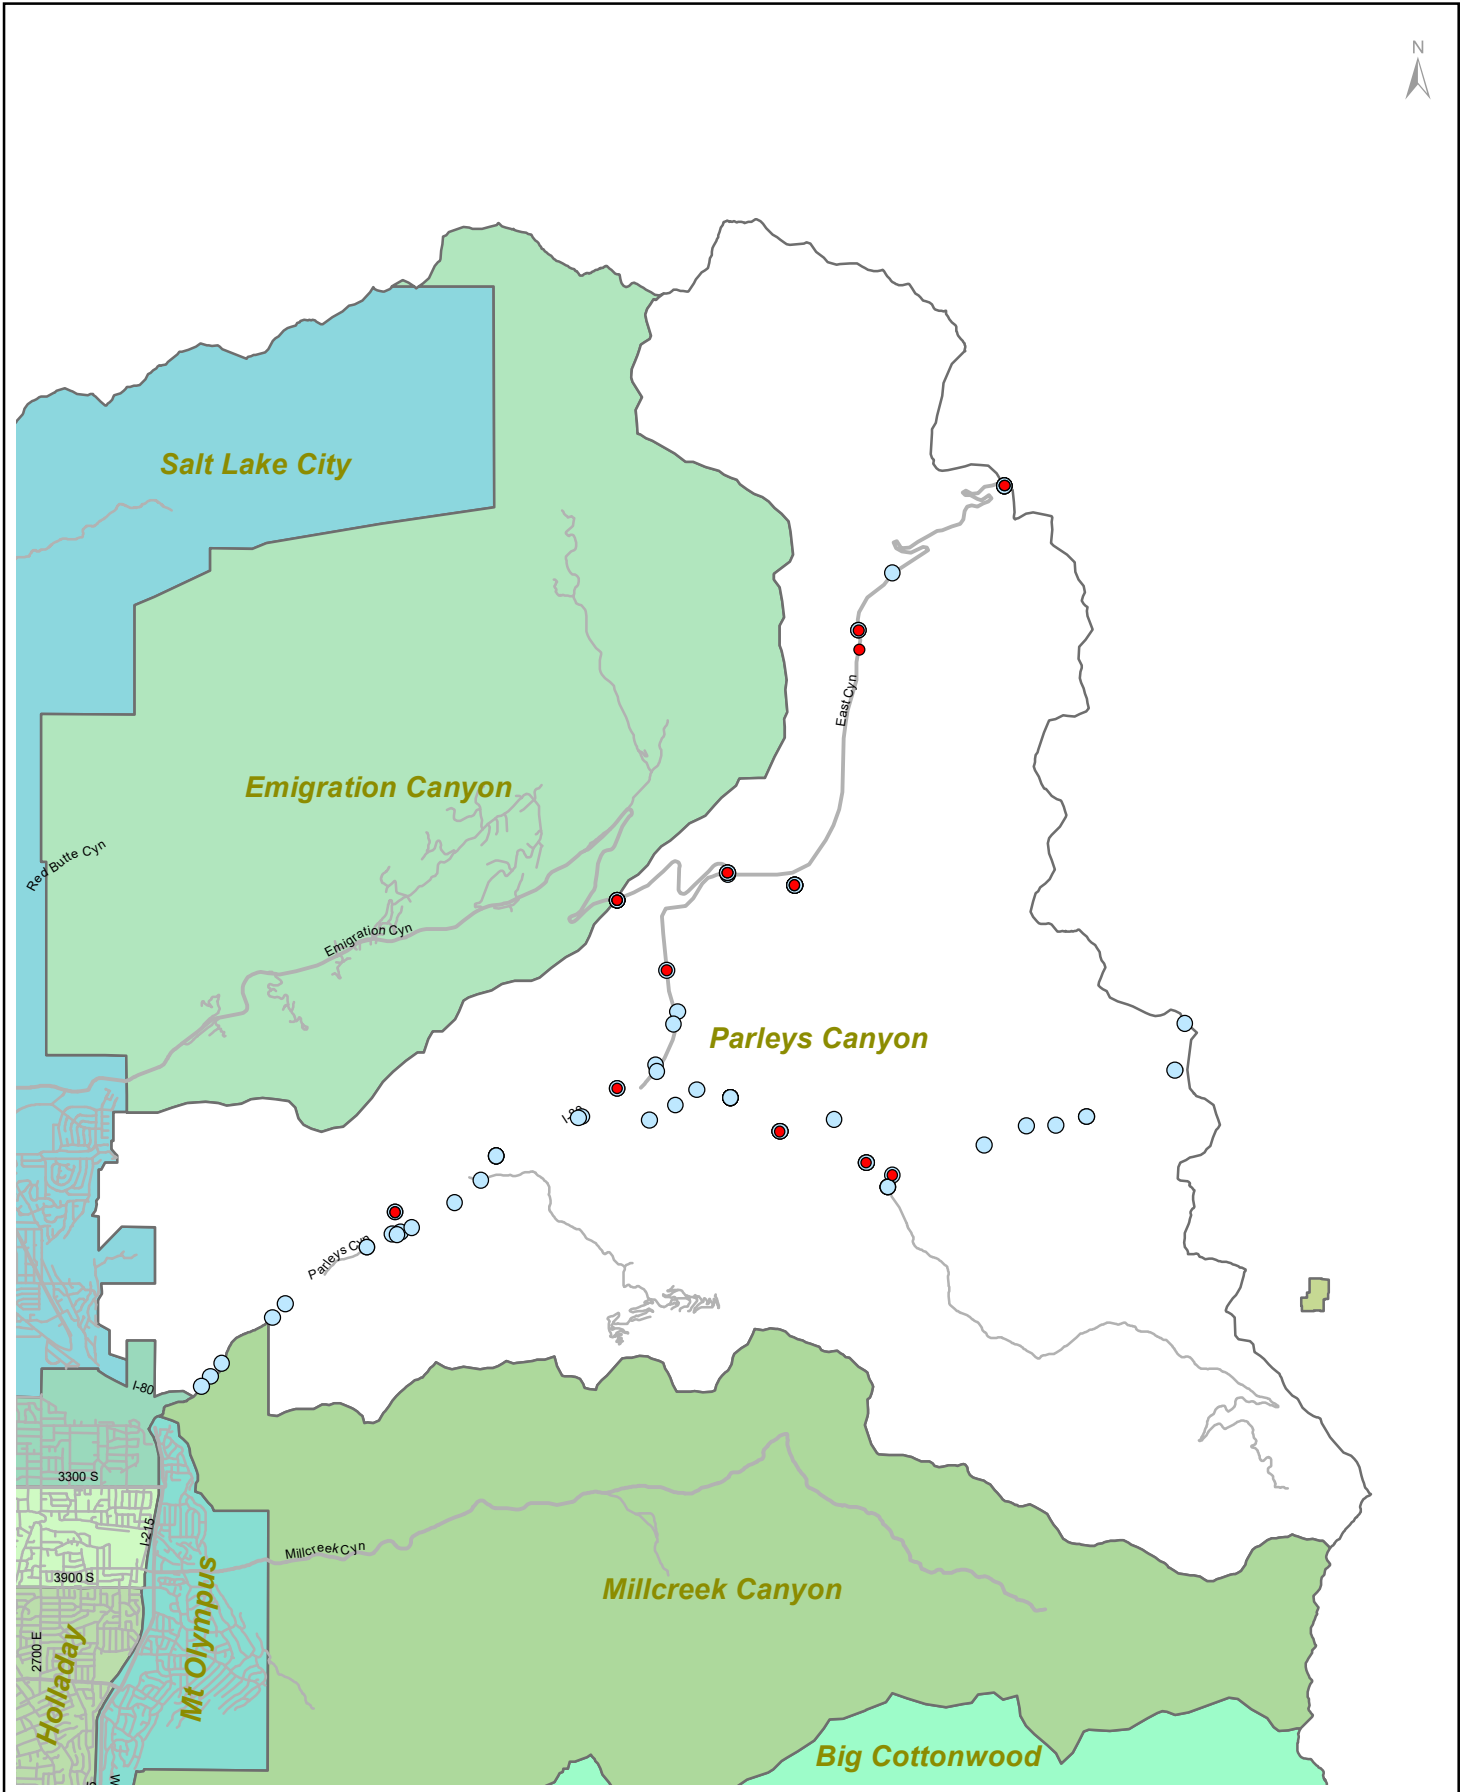 N
Salt Lake City
East Cyn
Emigration Canyon
Red Butte Cyn
Emigration Cyn
Parleys Canyon
Parleys Cyn
I-80
3300 S
I-215
Millcreek Cyn
3900 S
Millcreek Canyon
2700 E
Holladay
Mt Olympus
Big Cottonwood